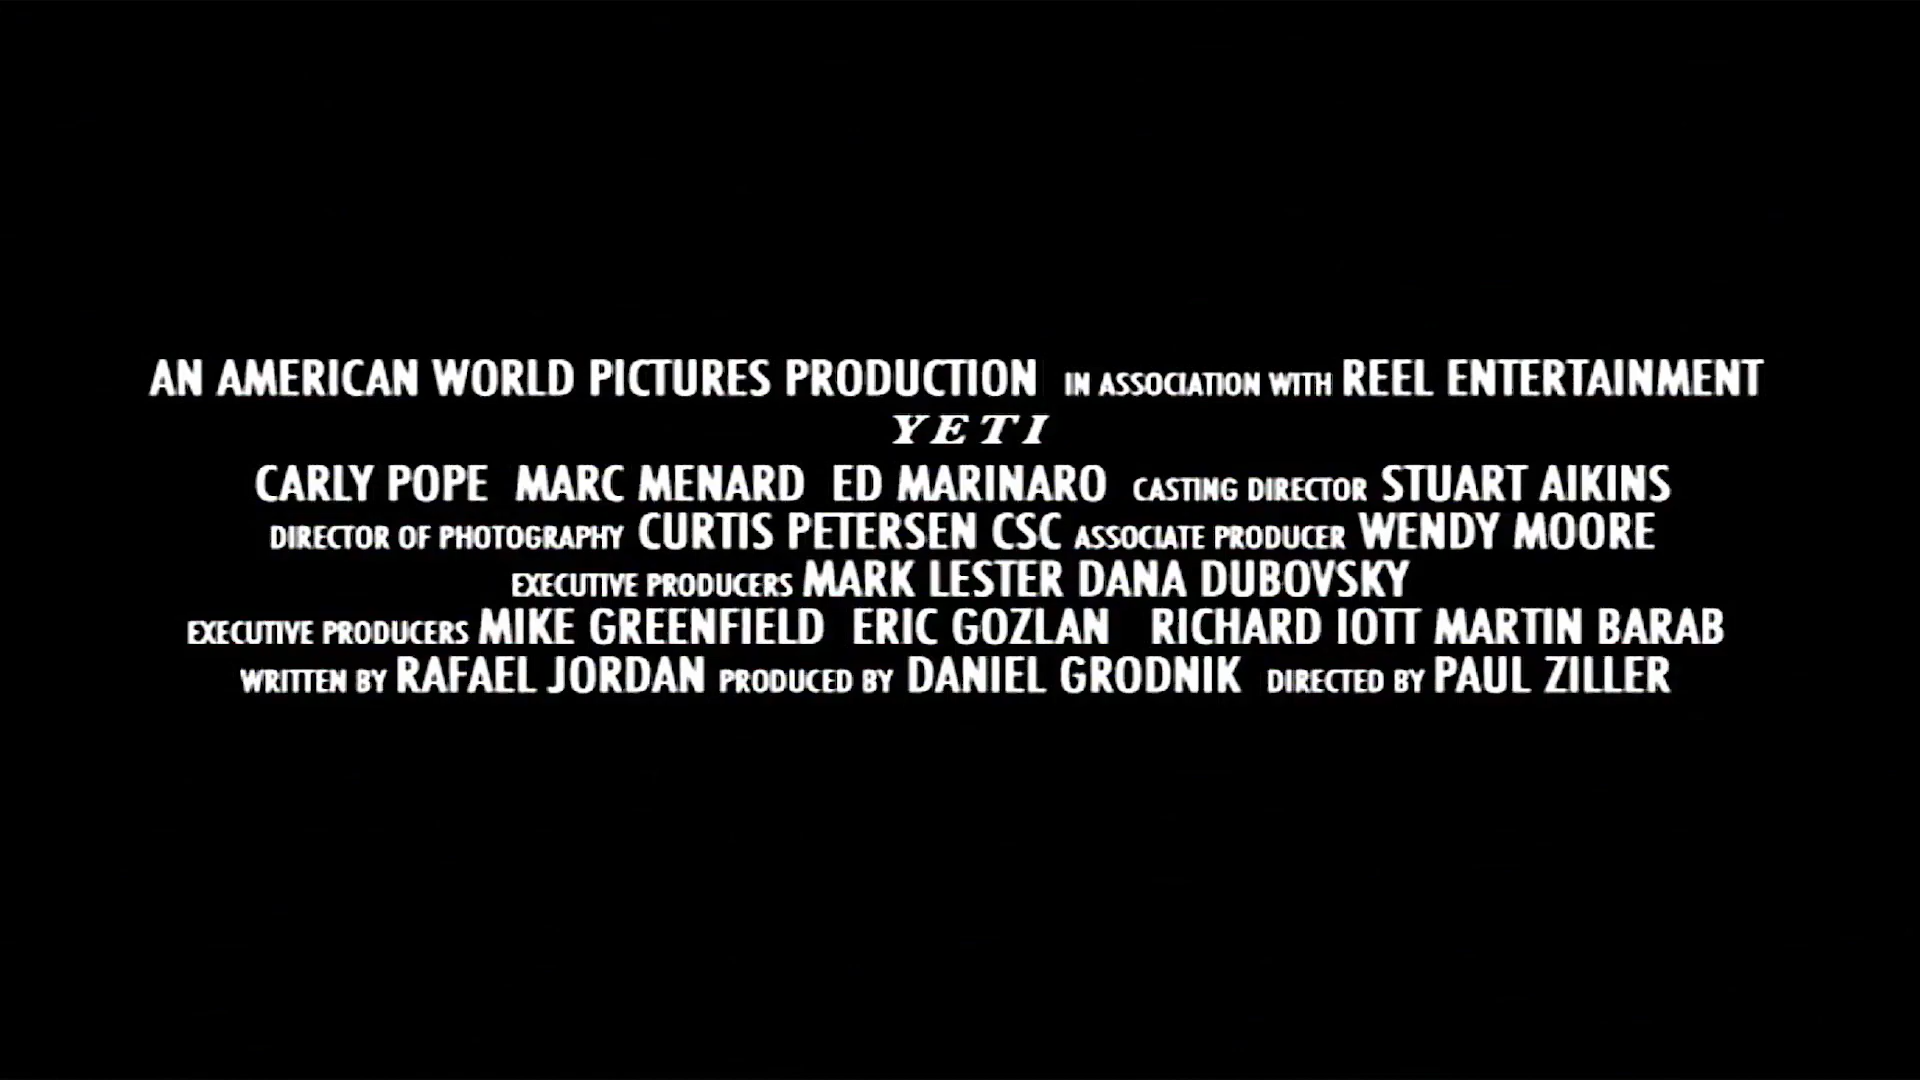 AN AMERICAN WORLD PICTURES PRODUCTION IN ASSOCIATION WITH REEL ENTERTAINMENT
YETI
CARLY POPE MARC MENARD ED MARINARO CASTING DIRECTOR STUART AIKINS
DIRECTOR OF PHOTOGRAPHY CURTIS PETERSEN CSC ASSOCIATE PRODUCER WENDY MOORE
EXECUTIVE PRODUCERS MARK LESTER DANA DUBOVSKY
EXECUTIVE PRODUCERS MIKE GREENFIELD ERIC GOZLAN RICHARD IOTT MARTIN BARAB
WRITTEN BY RAFAEL JORDAN PRODUCED BY DANIEL GRODNIK DIRECTED BY PAUL ZILLER